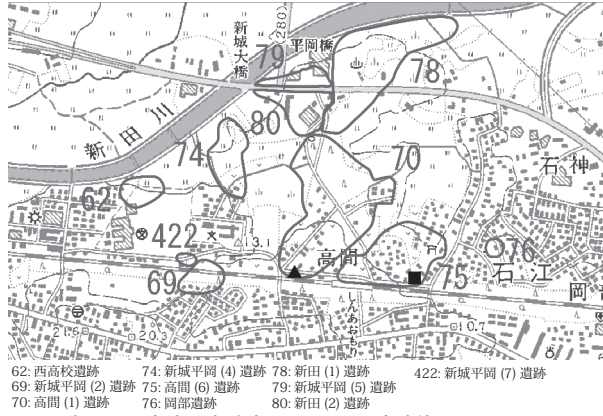 (280)
新城大橋
平岡橋
79
78
80
新田川
74
70
石神
62
422
13.1
高間
76
石江
69
75
岡
しんあおもり
21.6
20.3
10.7
62: 西高校遺跡 74: 新城平岡 (4) 遺跡 78: 新田 (1) 遺跡 422: 新城平岡 (7) 遺跡
69: 新城平岡 (2) 遺跡 75: 高間 (6) 遺跡 79: 新城平岡 (5) 遺跡
70: 高間 (1) 遺跡 76: 岡部遺跡 80: 新田 (2) 遺跡